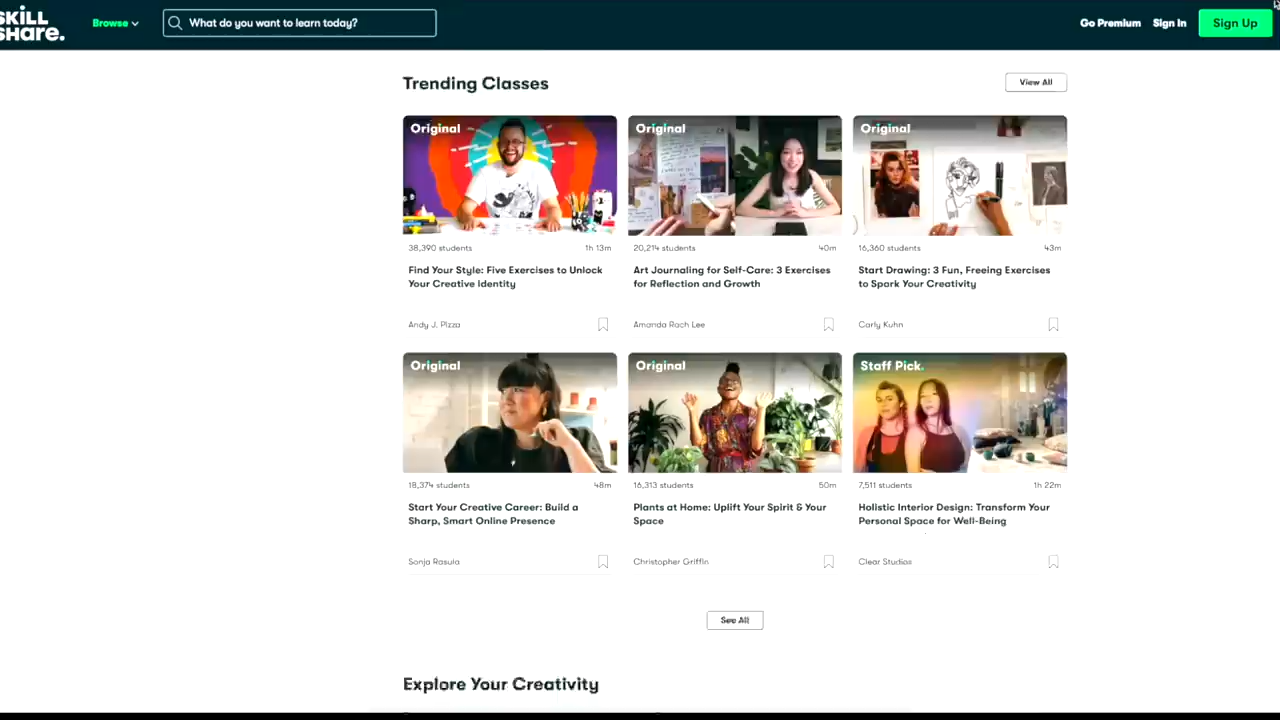 SKILL
SHARE.
Browse
What do you want to learn today?
Go Premium
Sign In
Sign Up
Trending Classes
View All
Original
38,390 students
1h 13m
Find Your Style: Five Exercises to Unlock
Your Creative Identity
Andy J. Pizza
Original
20,214 students
40m
Art Journaling for Self-Care: 3 Exercises
for Reflection and Growth
Amanda Rach Lee
Original
16,360 students
43m
Start Drawing: 3 Fun, Freeing Exercises
to Spark Your Creativity
Carly Kuhn
Original
18,374 students
48m
Start Your Creative Career: Build a
Sharp, Smart Online Presence
Sonja Rasula
Original
16,313 students
50m
Plants at Home: Uplift Your Spirit & Your
Space
Christopher Griffin
Staff Pick.
7,511 students
1h 22m
Holistic Interior Design: Transform Your
Personal Space for Well-Being
Clear Studios
See All
Explore Your Creativity